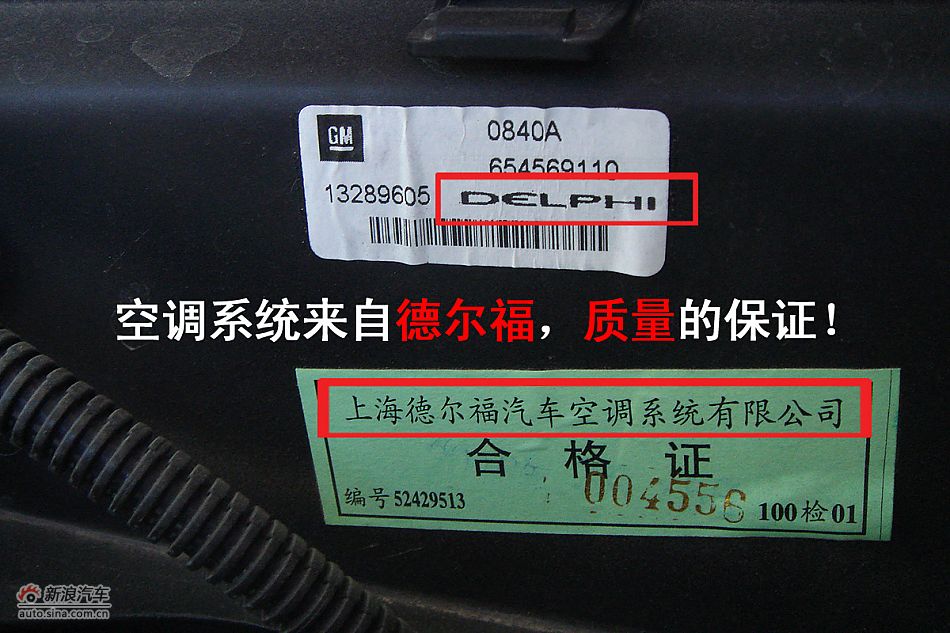 GM
0840A
654569110
13289605 DELPHI
空调系统来自德尔福，质量的保证！
上海德尔福汽车空调系统有限公司
合格证
004556
编号 52429513
100检01
新浪汽车
auto.sina.com.cn